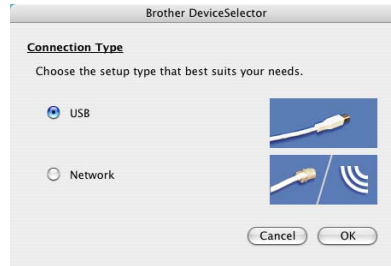 Brother DeviceSelector
Connection Type
Choose the setup type that best suits your needs.
USB
Network
Cancel OK